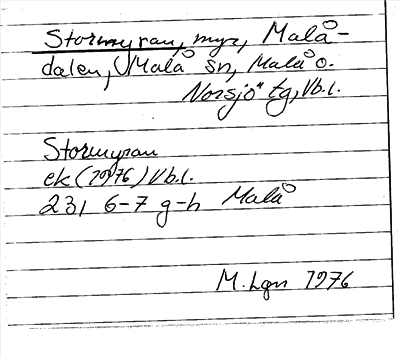 Stormyran, myr, Malå-
dalen, Malå sn, Malå o.
Norsjö tg, Vb.l.
Stormyran
ek (1976) Vb.l.
23I 6-7 g-h Malå
M. Lgn 1976